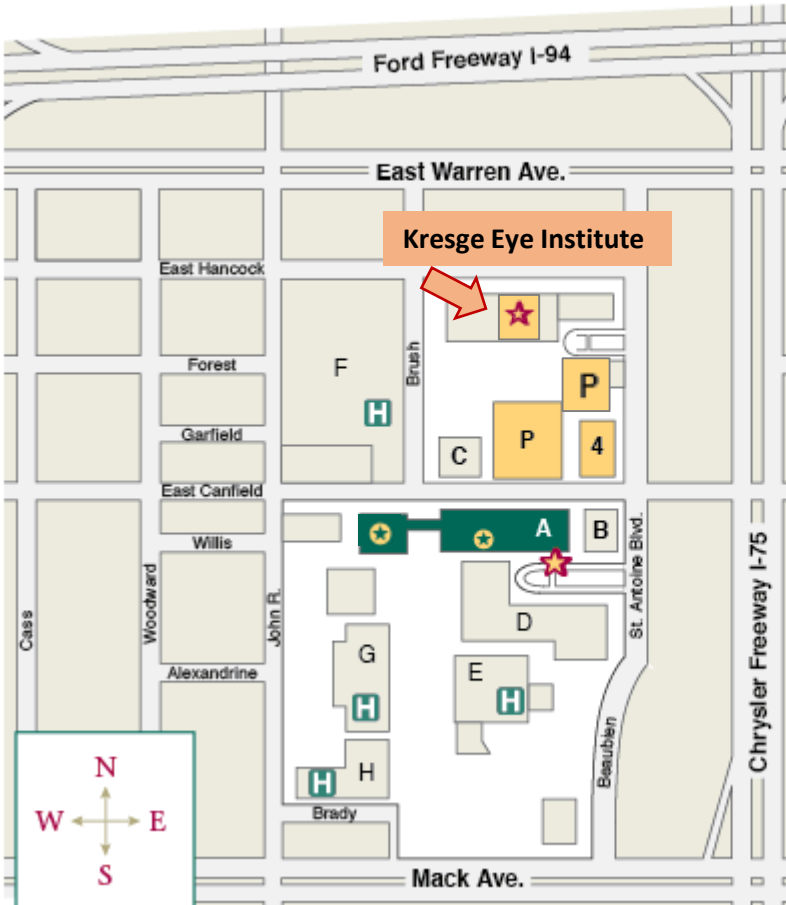 Ford Freeway I-94
East Warren Ave.
Kresge Eye Institute
East Hancock
Forest
F
H
Brush
P
Garfield
C
P
4
East Canfield
A
B
Willis
St. Antoine Blvd.
Cass
Woodward
John R.
D
G
E
H
H
Alexandrine
Chrysler Freeway I-75
Beaubien
H
H
Brady
N
W
E
S
Mack Ave.